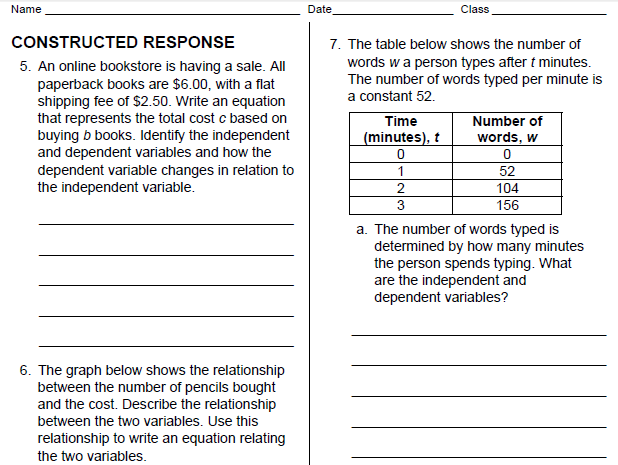 Name Date Class
CONSTRUCTED RESPONSE
5. An online bookstore is having a sale. All
paperback books are $6.00, with a flat
shipping fee of $2.50. Write an equation
that represents the total cost c based on
buying b books. Identify the independent
and dependent variables and how the
dependent variable changes in relation to
the independent variable.
6. The graph below shows the relationship
between the number of pencils bought
and the cost. Describe the relationship
between the two variables. Use this
relationship to write an equation relating
the two variables.
7. The table below shows the number of
words w a person types after t minutes.
The number of words typed per minute is
a constant 52.
Time Number of
(minutes), t words, w
0 0
1 52
2 104
3 156
a. The number of words typed is
determined by how many minutes
the person spends typing. What
are the independent and
dependent variables?